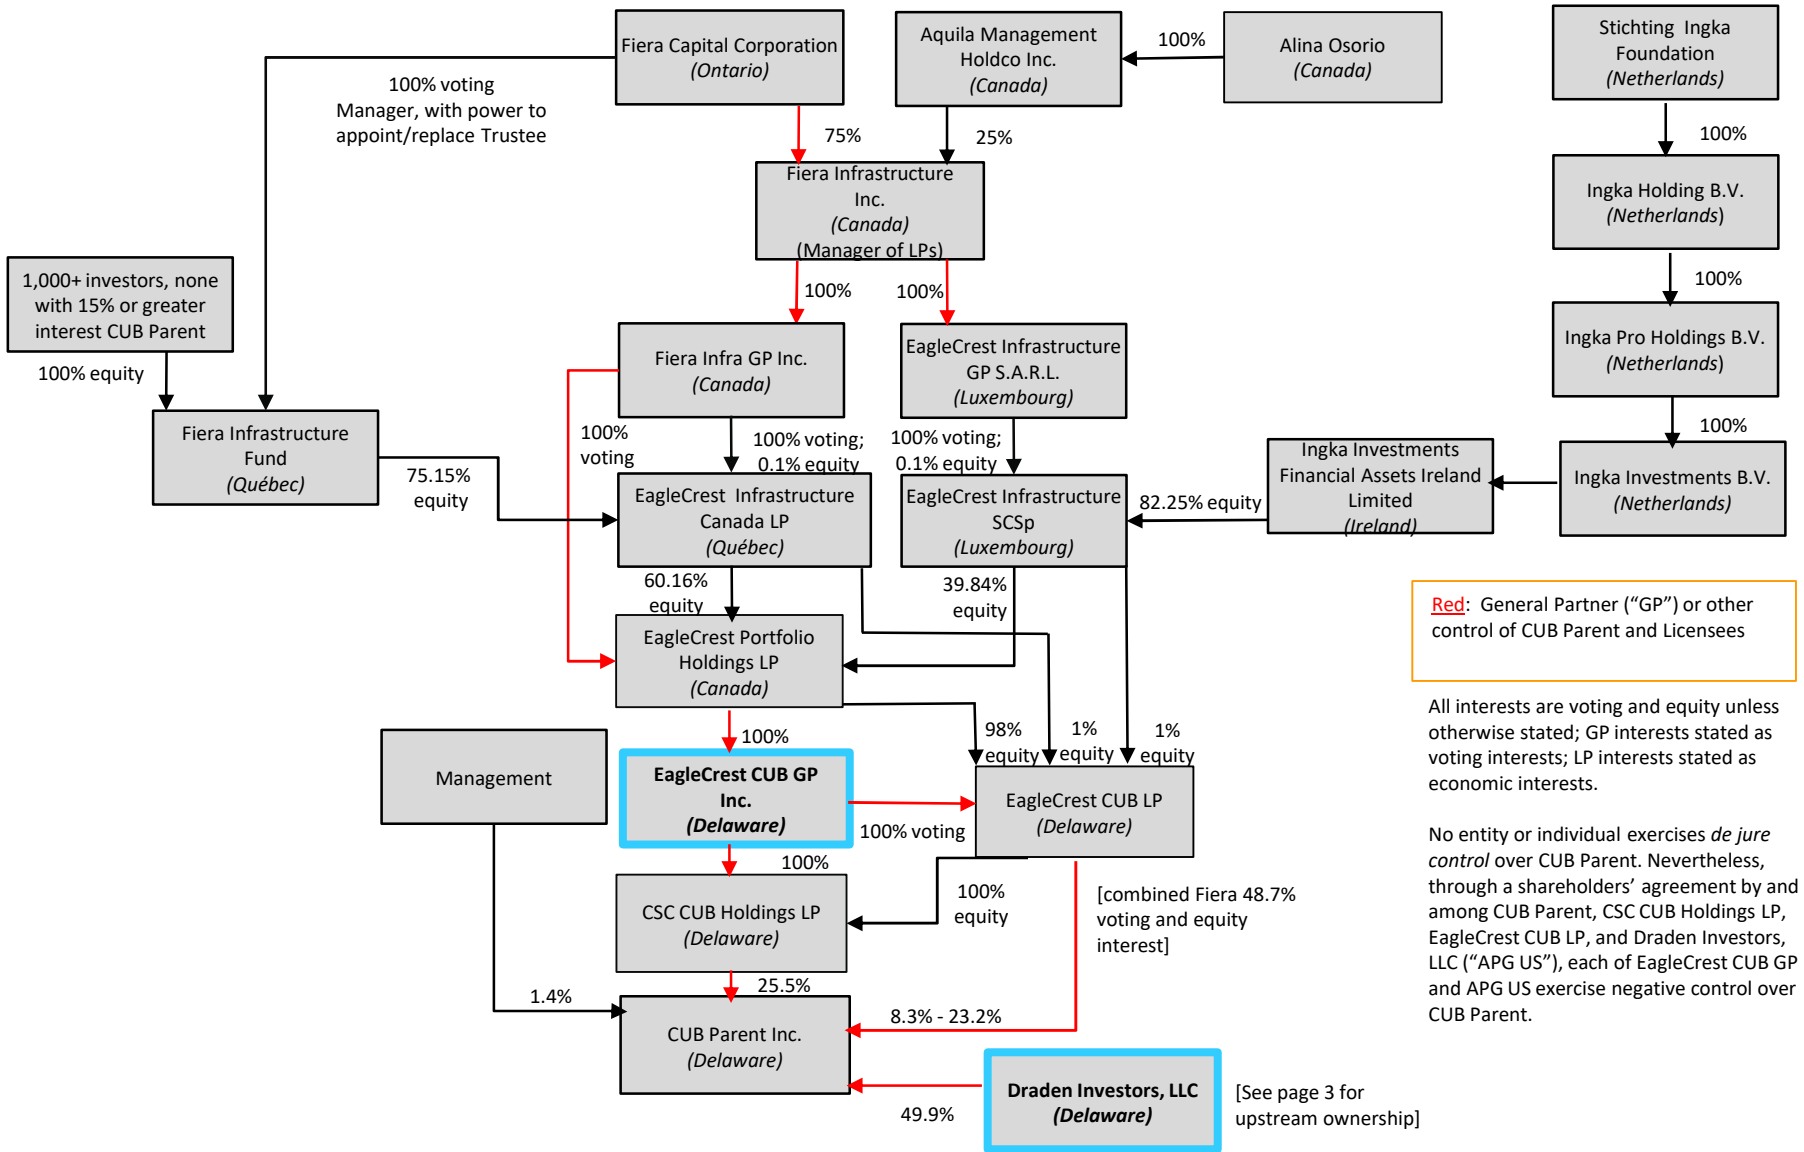 Fiera Capital Corporation
(Ontario)
Aquila Management
Holdco Inc.
(Canada)
100%
Alina Osorio
(Canada)
Stichting Ingka
Foundation
(Netherlands)
100% voting
Manager, with power to
appoint/replace Trustee
75%
25%
100%
Fiera Infrastructure
Inc.
(Canada)
(Manager of LPs)
Ingka Holding B.V.
(Netherlands)
1,000+ investors, none
with 15% or greater
interest CUB Parent
100%
100%
100%
Fiera Infra GP Inc.
(Canada)
EagleCrest Infrastructure
GP S.A.R.L.
(Luxembourg)
Ingka Pro Holdings B.V.
(Netherlands)
100% equity
Fiera Infrastructure
Fund
(Québec)
100%
voting
100% voting;
0.1% equity
100% voting;
0.1% equity
100%
75.15%
equity
EagleCrest Infrastructure
Canada LP
(Québec)
EagleCrest Infrastructure
SCSp
(Luxembourg)
82.25% equity
Ingka Investments
Financial Assets Ireland
Limited
(Ireland)
Ingka Investments B.V.
(Netherlands)
60.16%
equity
39.84%
equity
EagleCrest Portfolio
Holdings LP
(Canada)
Red: General Partner (“GP”) or other
control of CUB Parent and Licensees
100%
98%
equity
1%
equity
1%
equity
All interests are voting and equity unless
otherwise stated; GP interests stated as
voting interests; LP interests stated as
economic interests.
Management
EagleCrest CUB GP
Inc.
(Delaware)
100% voting
EagleCrest CUB LP
(Delaware)
100%
CSC CUB Holdings LP
(Delaware)
100%
equity
[combined Fiera 48.7%
voting and equity
interest]
No entity or individual exercises de jure
control over CUB Parent. Nevertheless,
through a shareholders’ agreement by and
among CUB Parent, CSC CUB Holdings LP,
EagleCrest CUB LP, and Draden Investors,
LLC (“APG US”), each of EagleCrest CUB GP
and APG US exercise negative control over
CUB Parent.
1.4%
25.5%
8.3% - 23.2%
CUB Parent Inc.
(Delaware)
49.9%
Draden Investors, LLC
(Delaware)
[See page 3 for
upstream ownership]